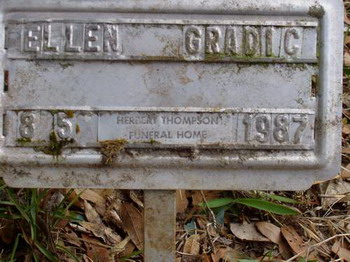 ELLEN GRADIC
85 HERBERT THOMPSON 1987
FUNERAL HOME